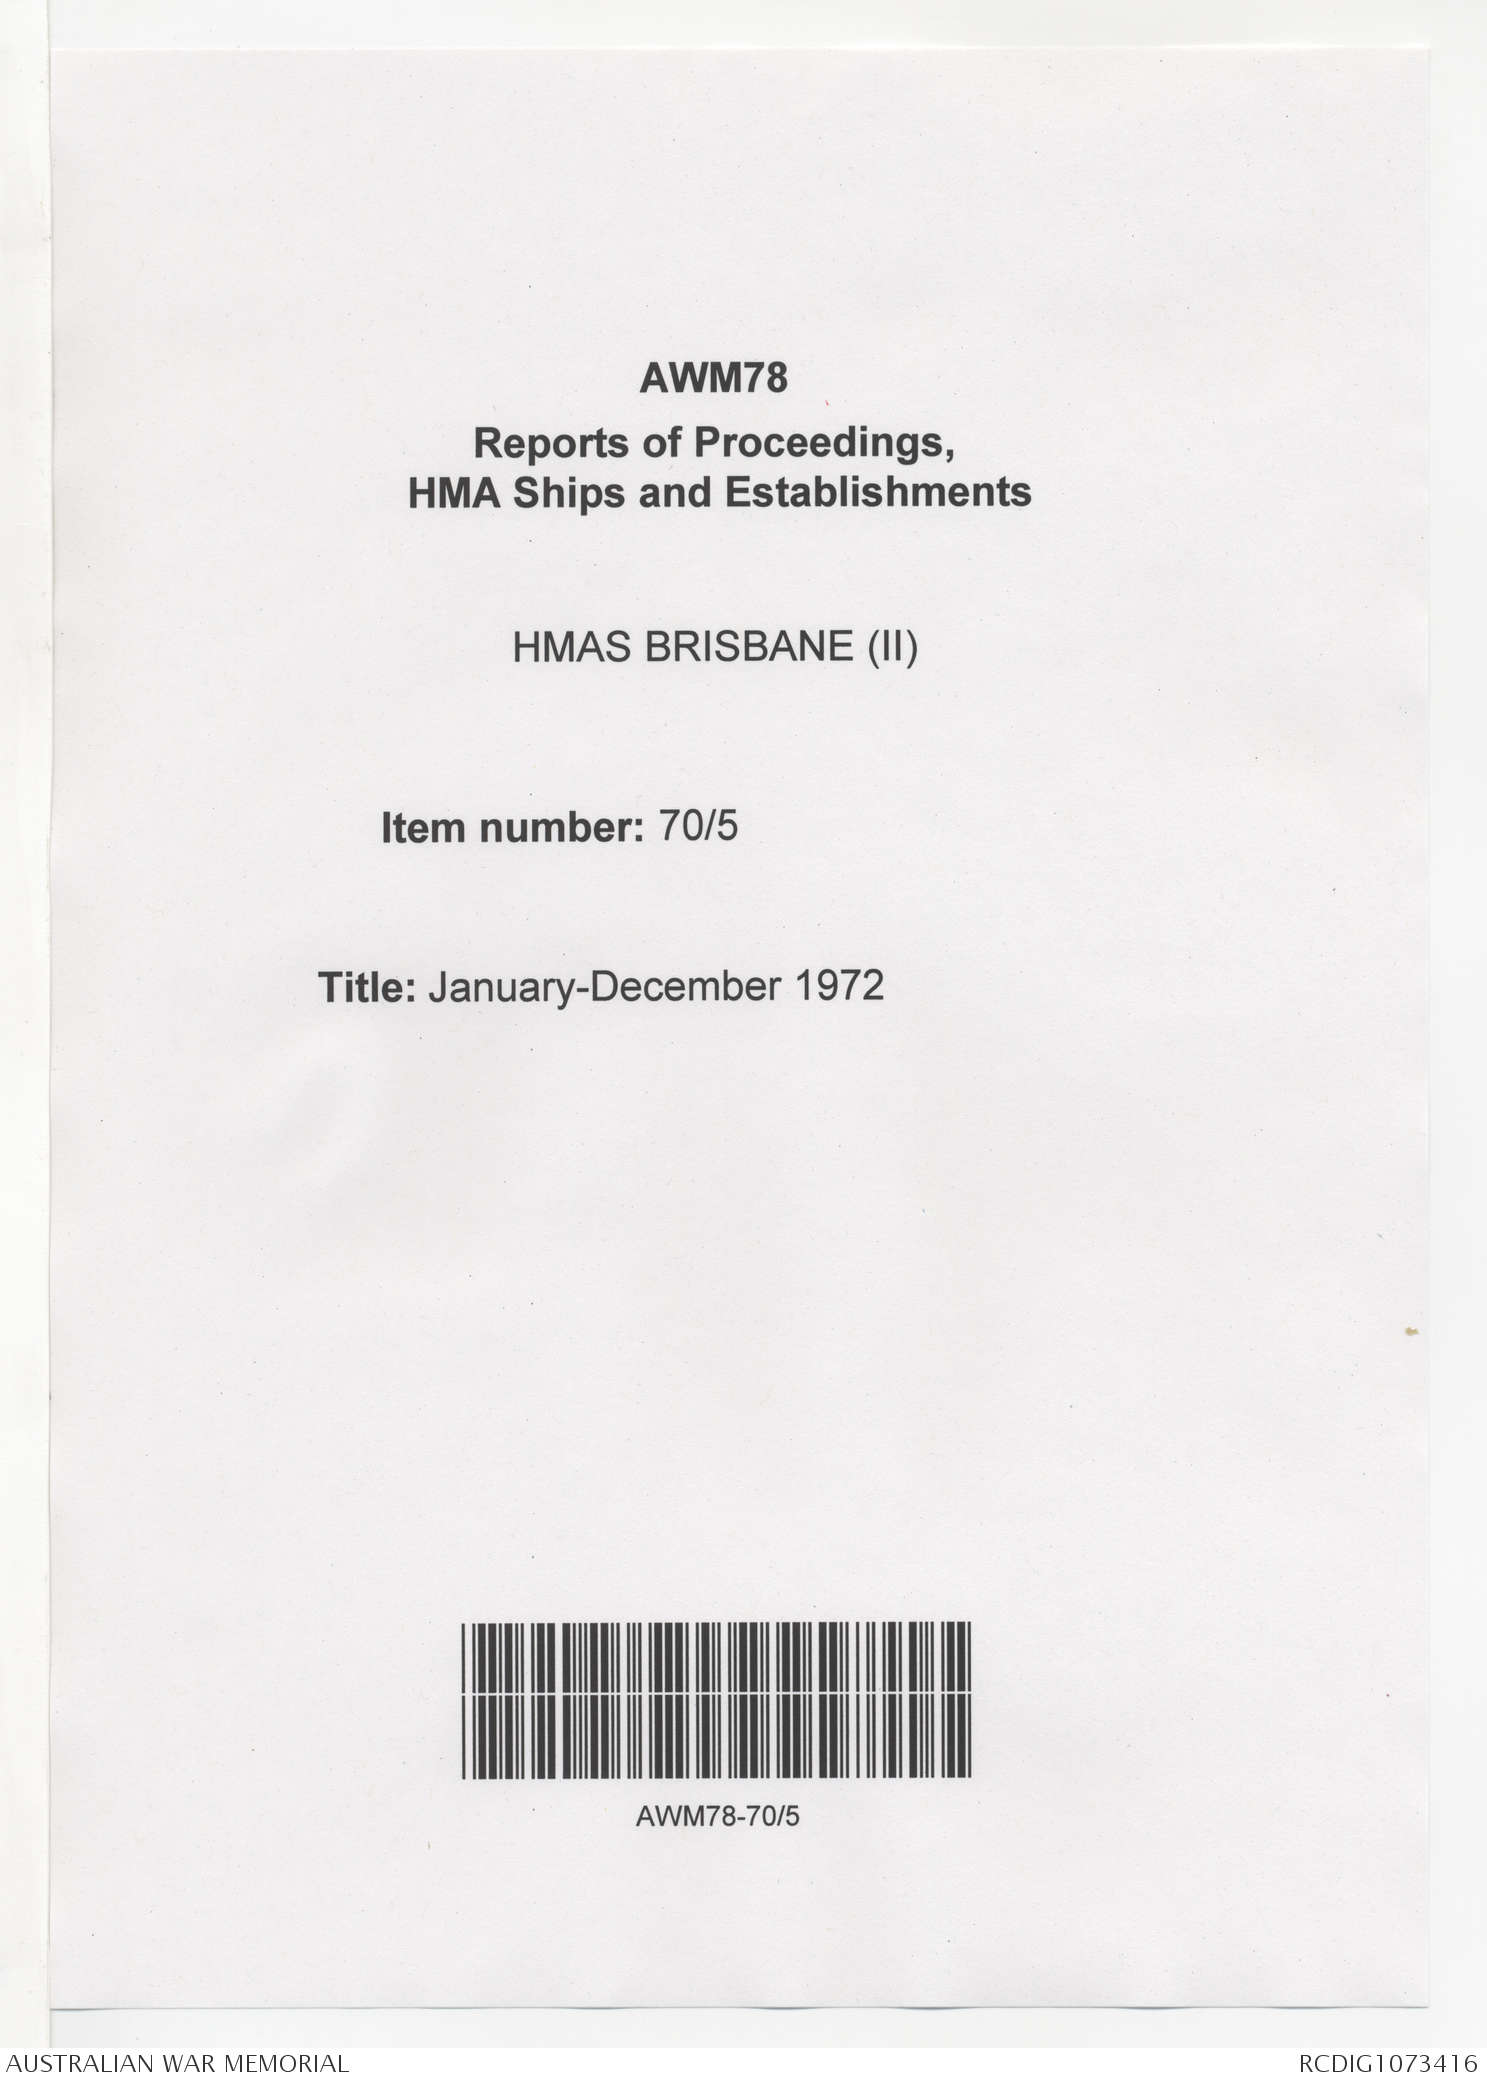 AWM78
Reports of Proceedings,
HMA Ships and Establishments
HMAS BRISBANE (II)
Item number: 70/5
Title: January-December 1972
AWM78-70/5
AUSTRALIAN WAR MEMORIAL
RCDIG1073416